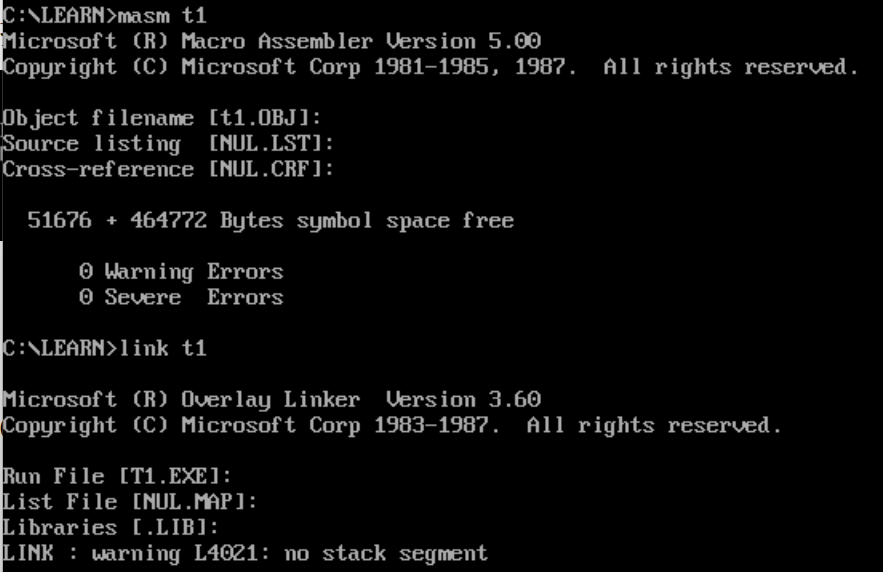 C:\LEARN>masm t1
Microsoft (R) Macro Assembler Version 5.00
Copyright (C) Microsoft Corp 1981-1985, 1987.  All rights reserved.
Object filename [t1.OBJ]:
Source listing  [NUL.LST]:
Cross-reference [NUL.CRF]:
  51676 + 464772 Bytes symbol space free
      0 Warning Errors
      0 Severe  Errors
C:\LEARN>link t1
Microsoft (R) Overlay Linker  Version 3.60
Copyright (C) Microsoft Corp 1983-1987.  All rights reserved.
Run File [T1.EXE]:
List File [NUL.MAP]:
Libraries [.LIB]:
LINK : warning L4021: no stack segment